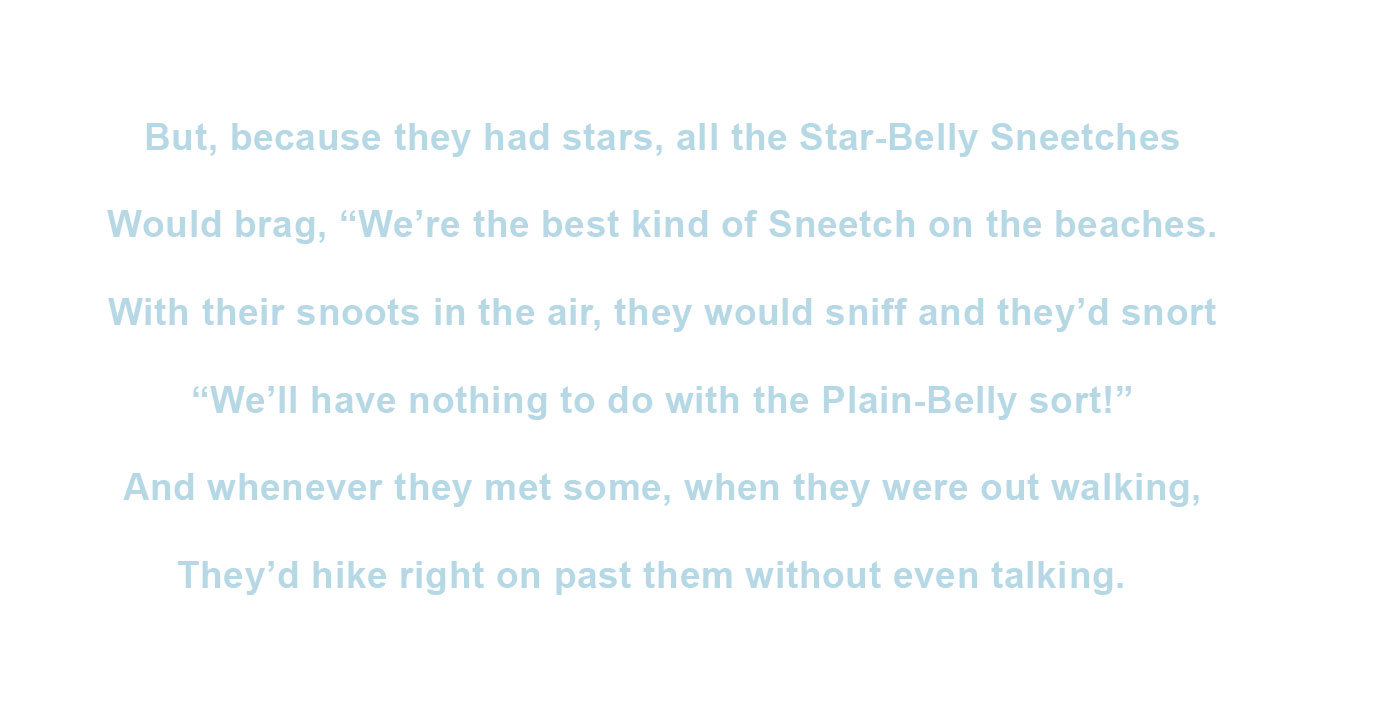 But, because they had stars, all the Star-Belly Sneetches
Would brag, “We’re the best kind of Sneetch on the beaches.
With their snoots in the air, they would sniff and they’d snort
“We’ll have nothing to do with the Plain-Belly sort!”
And whenever they met some, when they were out walking,
They’d hike right on past them without even talking.